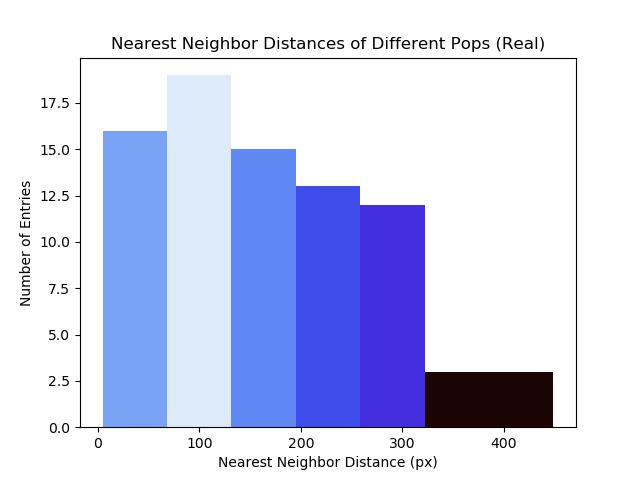 Nearest Neighbor Distances of Different Pops (Real)
Number of Entries
17.5
15.0
12.5
10.0
7.5
5.0
2.5
0.0
0 100 200 300 400
Nearest Neighbor Distance (px)